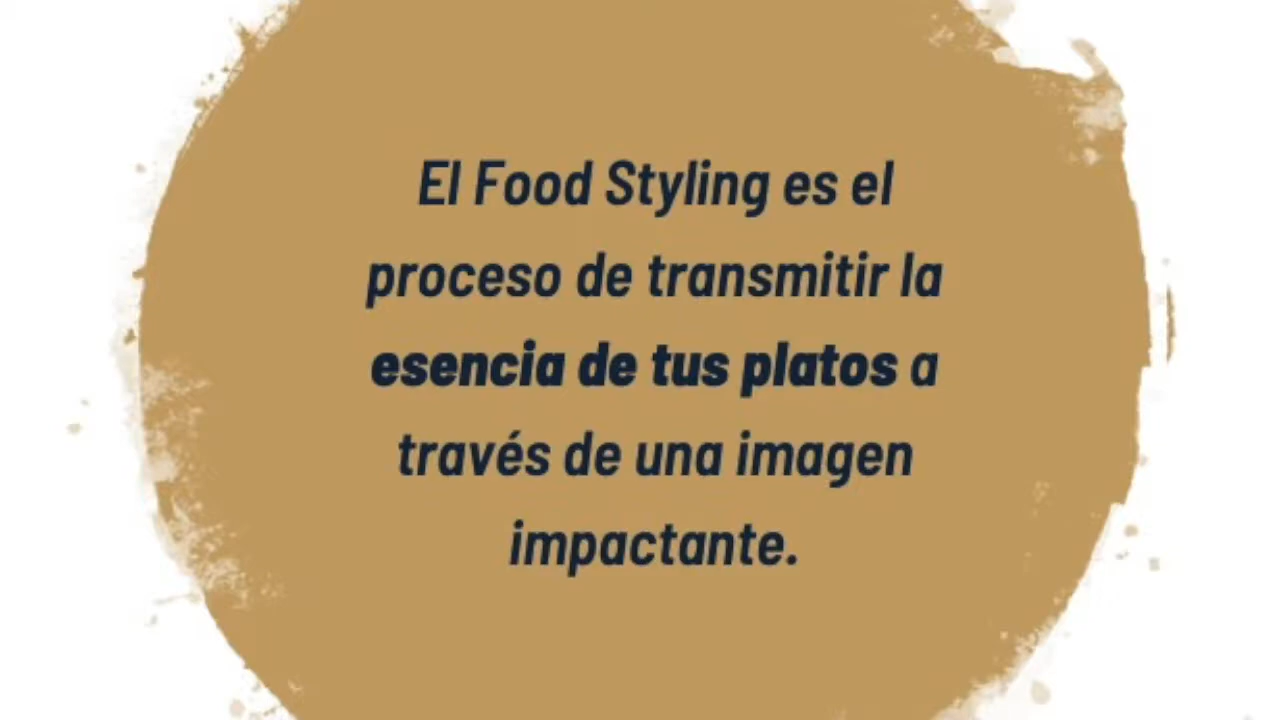 El Food Styling es el
proceso de transmitir la
esencia de tus platos a
través de una imagen
impactante.